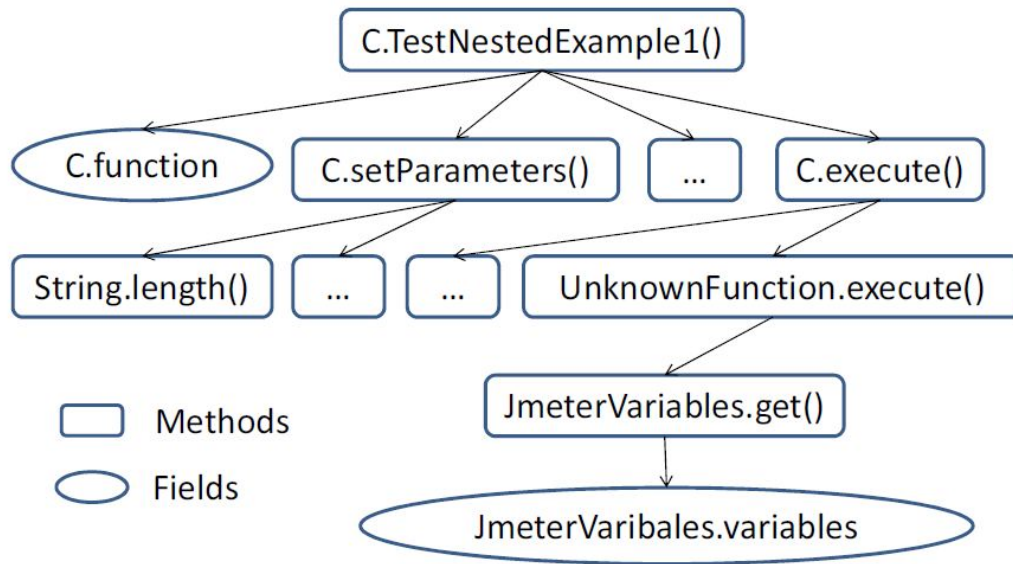 C.TestNestedExample1()
C.function
C.setParameters()
...
C.execute()
String.length()
...
...
UnknownFunction.execute()
JmeterVariables.get()
Methods
Fields
JmeterVaribales.variables